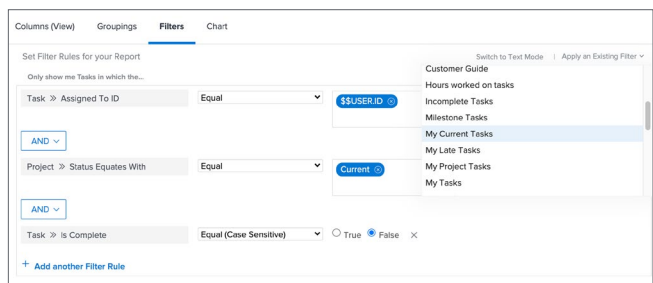 Columns (View) Groupings Filters Chart
Set Filter Rules for your Report Switch to Text Mode | Apply an Existing Filter
Only show me Tasks in which the...
Customer Guide
Hours worked on tasks
Incomplete Tasks
Milestone Tasks
My Current Tasks
My Late Tasks
My Project Tasks
My Tasks
Task >> Assigned To ID Equal $$USER.ID
AND
Project >> Status Equates With Equal Current
AND
Task >> Is Complete Equal (Case Sensitive) True False
+ Add another Filter Rule